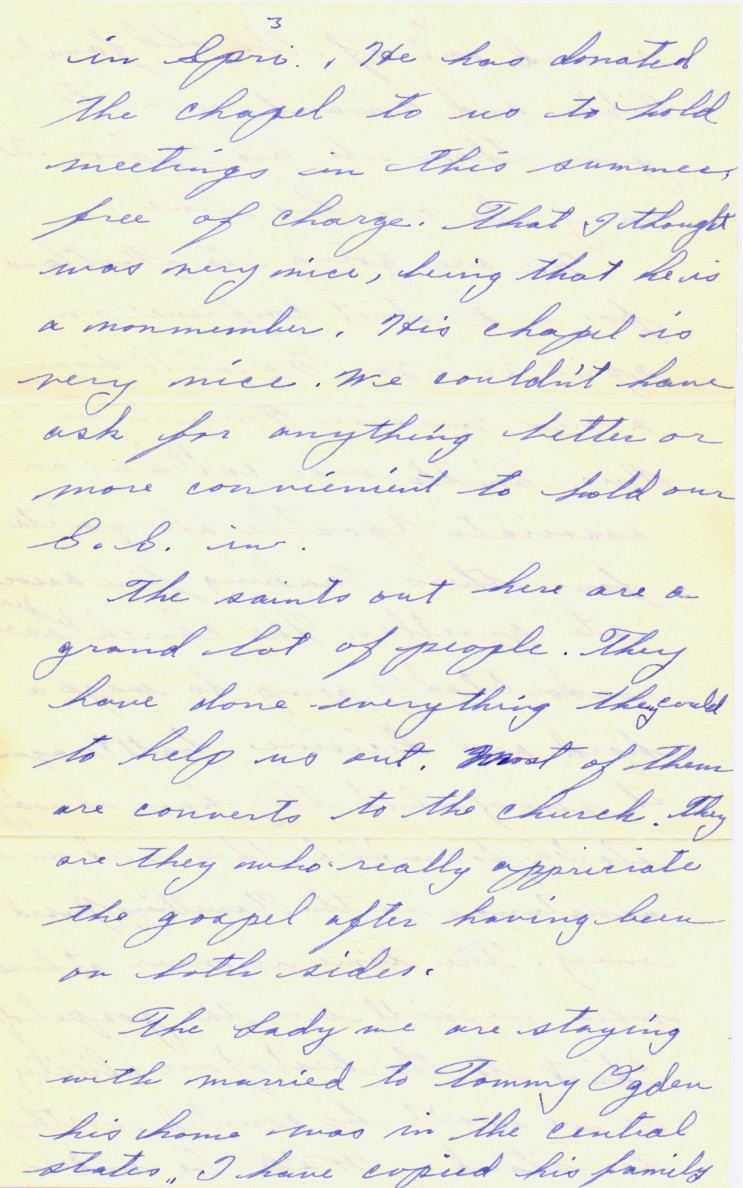 3
in Spri. , He has donated
the chapel to us to hold
meetings in this summer,
free of charge. That I thought
was very nice, being that he is
a nonmember. His chapel is
very nice. We couldn't have
ask for anything better or
more convienient to hold our
S. S. in.
The saints out here are a
grand lot of people. They
have done everything they could
to help us out. Most of them
are converts to the church. They
are they who really appriciate
the gospel after having been
on both sides.
The Lady we are staying
with married to Tommy Ogden
his home was in the central
states,, I have copied his family